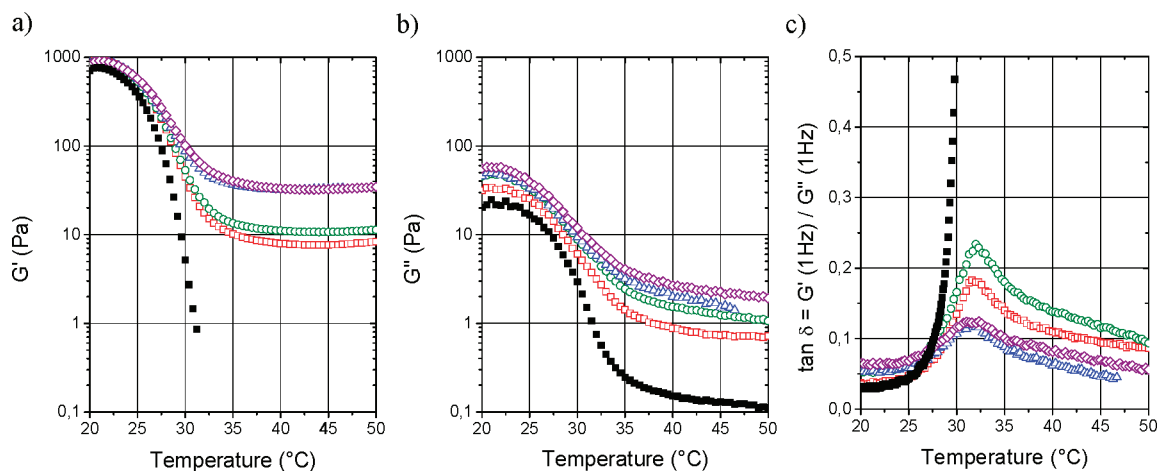 a)
1000
100
10
1
0,1
G' (Pa)
20 25 30 35 40 45 50
Temperature (°C)
b)
1000
100
10
1
0,1
G'' (Pa)
20 25 30 35 40 45 50
Temperature (°C)
c)
0,5
0,4
0,3
0,2
0,1
0,0
tan δ = G' (1Hz) / G'' (1Hz)
20 25 30 35 40 45 50
Temperature (°C)